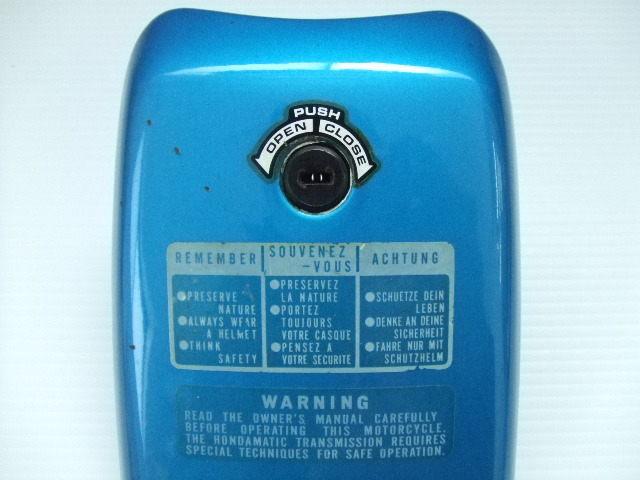 PUSH
OPEN CLOSE
REMEMBER
PRESERVE
NATURE
ALWAYS WEAR
A HELMET
THINK
SAFETY
SOUVENEZ
-VOUS
PRESERVEZ
LA NATURE
PORTEZ
TOUJOURS
VOTRE CASQUE
PENSEZ A
VOTRE SECURITE
ACHTUNG
SCHUETZE DEIN
LEBEN
DENKE AN DEINE
SICHERHEIT
FAHRE NUR MIT
SCHUTZHELM
WARNING
READ THE OWNER'S MANUAL CAREFULLY
BEFORE OPERATING THIS MOTORCYCLE.
THE HONDAMATIC TRANSMISSION REQUIRES
SPECIAL TECHNIQUES FOR SAFE OPERATION.